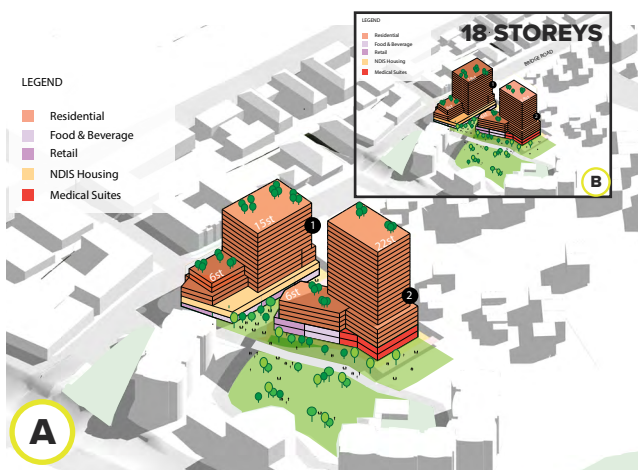 LEGEND
Residential
Food & Beverage
Retail
NDIS Housing
Medical Suites
15st
1
6st
22st
6st
2
A
LEGEND
Residential
Food & Beverage
Retail
NDIS Housing
Medical Suites
18 STOREYS
BRIDGE ROAD
B